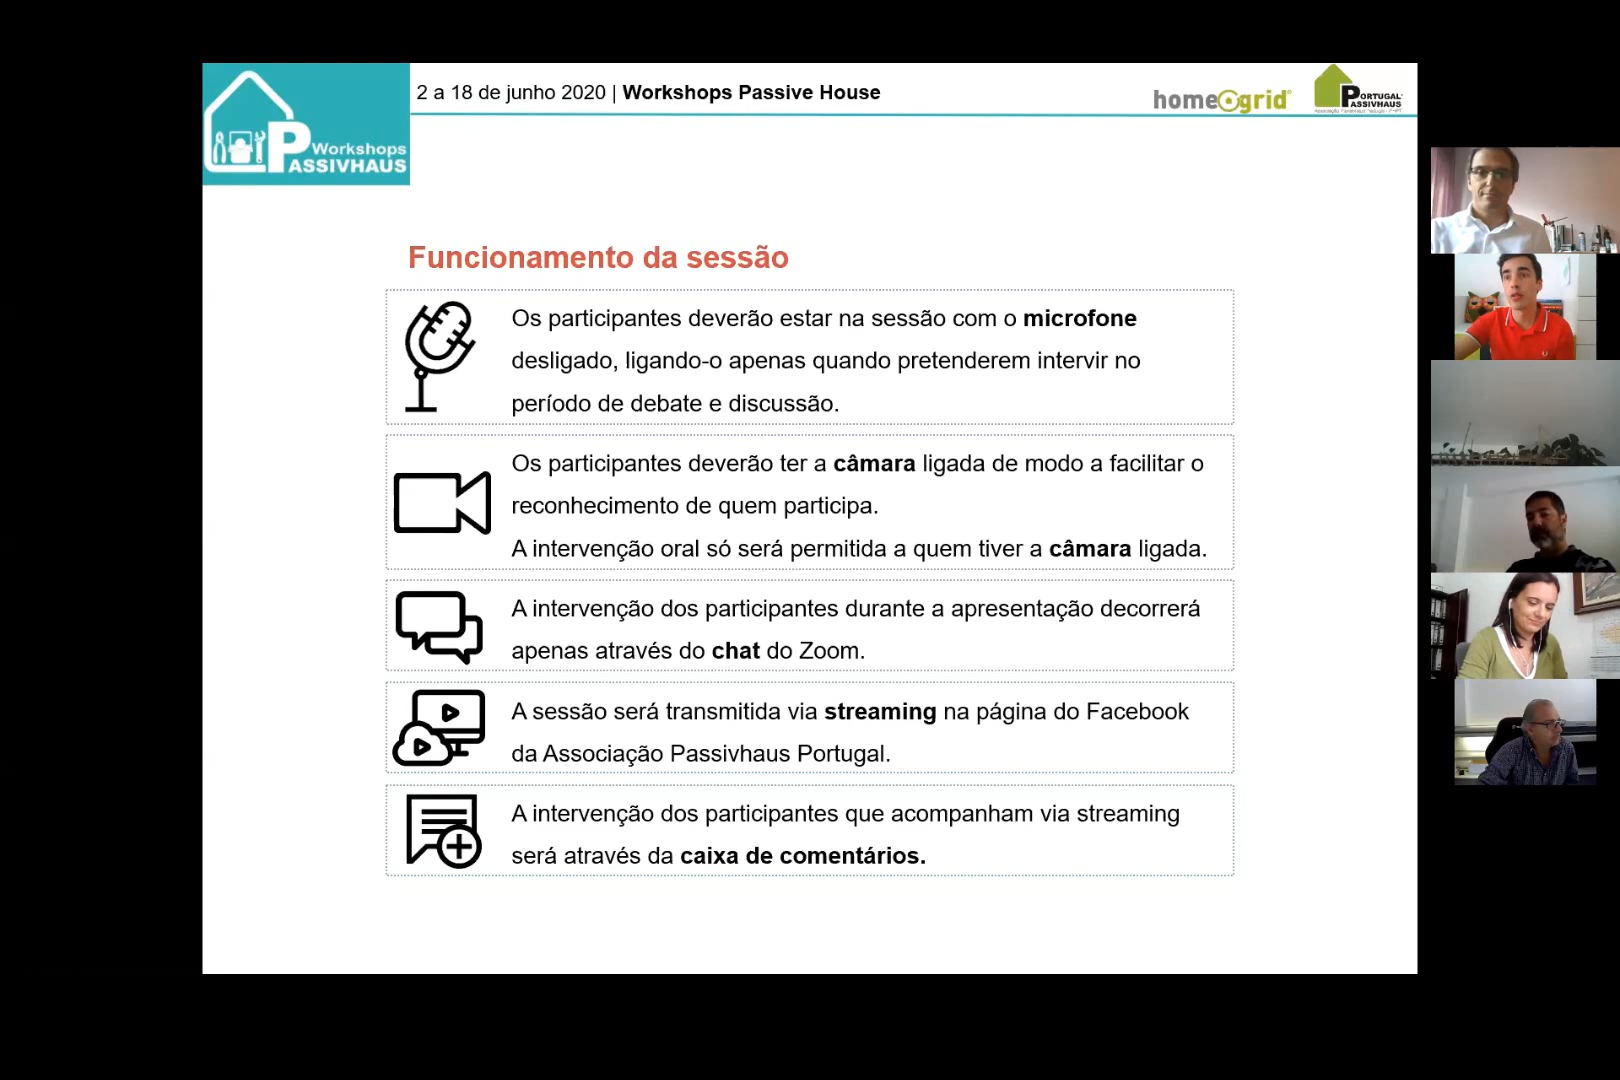 2 a 18 de junho 2020 | Workshops Passive House
homegrid
PORTUGAL
PASSIVHAUS
Workshops
PASSIVHAUS
Funcionamento da sessão
Os participantes deverão estar na sessão com o microfone
desligado, ligando-o apenas quando pretenderem intervir no
período de debate e discussão.
Os participantes deverão ter a câmara ligada de modo a facilitar o
reconhecimento de quem participa.
A intervenção oral só será permitida a quem tiver a câmara ligada.
A intervenção dos participantes durante a apresentação decorrerá
apenas através do chat do Zoom.
A sessão será transmitida via streaming na página do Facebook
da Associação Passivhaus Portugal.
A intervenção dos participantes que acompanham via streaming
será através da caixa de comentários.